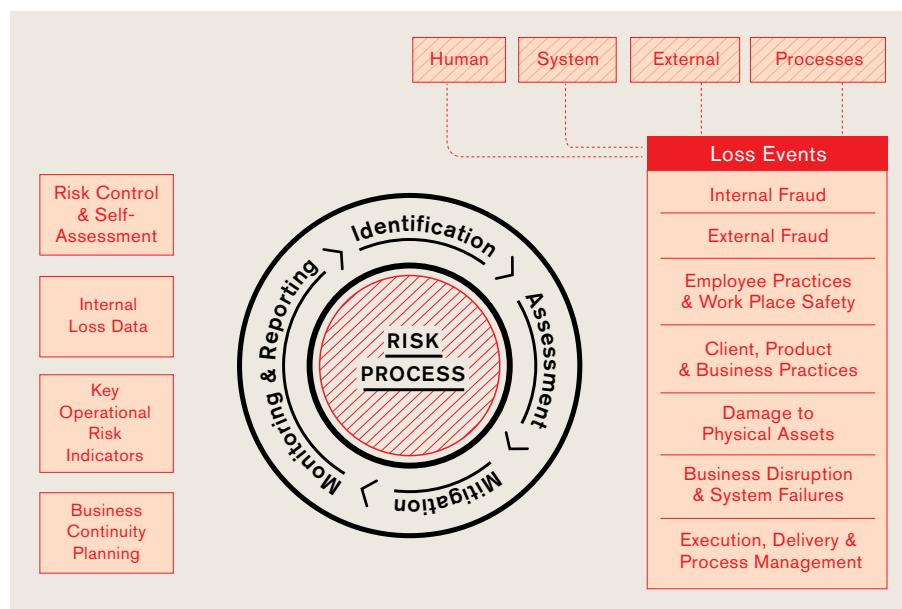 Human
System
External
Processes
Loss Events
Internal Fraud
External Fraud
Employee Practices
& Work Place Safety
Client, Product
& Business Practices
Damage to
Physical Assets
Business Disruption
& System Failures
Execution, Delivery &
Process Management
Risk Control
& Self-
Assessment
Internal
Loss Data
Key
Operational
Risk
Indicators
Business
Continuity
Planning
Identification
Assessment
Mitigation
Monitoring & Reporting
RISK
PROCESS